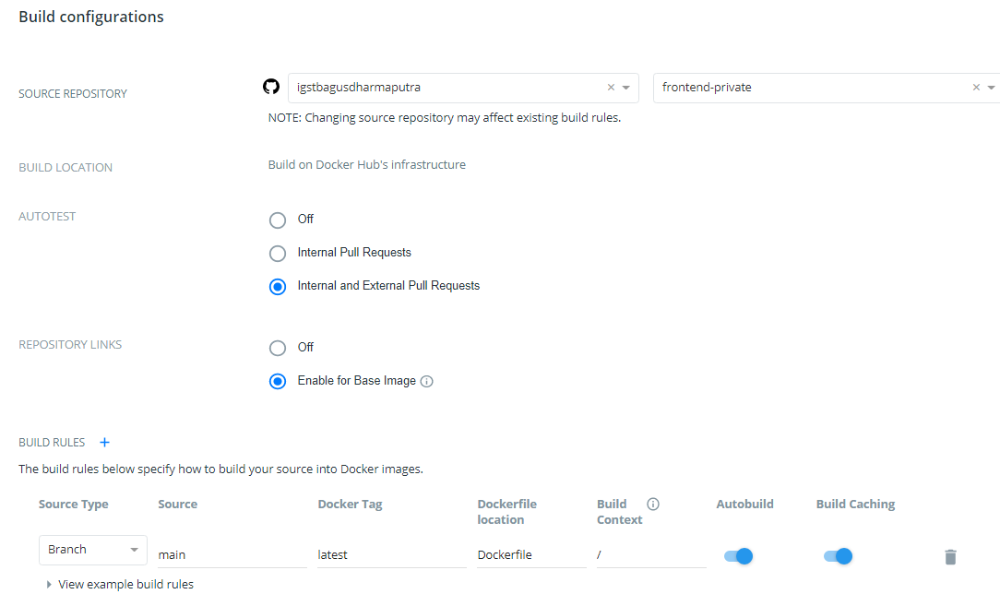 Build configurations
SOURCE REPOSITORY
igstbagusdharmaputra
frontend-private
NOTE: Changing source repository may affect existing build rules.
BUILD LOCATION
Build on Docker Hub's infrastructure
AUTOTEST
Off
Internal Pull Requests
Internal and External Pull Requests
REPOSITORY LINKS
Off
Enable for Base Image
BUILD RULES +
The build rules below specify how to build your source into Docker images.
Source Type Source Docker Tag Dockerfile location Build Context Autobuild Build Caching
Branch main latest Dockerfile /
View example build rules